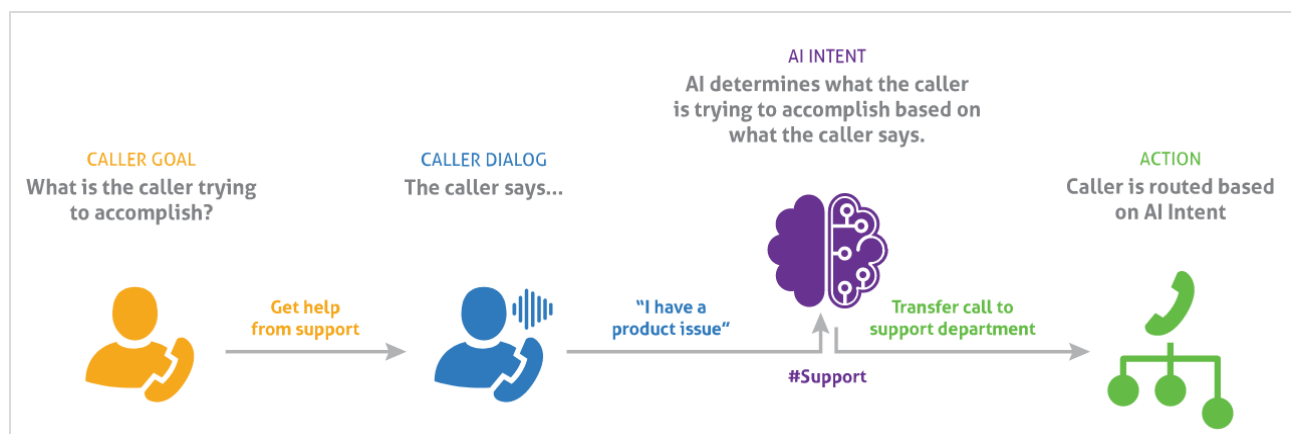 CALLER GOAL
What is the caller trying
to accomplish?
Get help
from support
CALLER DIALOG
The caller says...
"I have a
product issue"
AI INTENT
AI determines what the caller
is trying to accomplish based on
what the caller says.
#Support
Transfer call to
support department
ACTION
Caller is routed based
on AI Intent